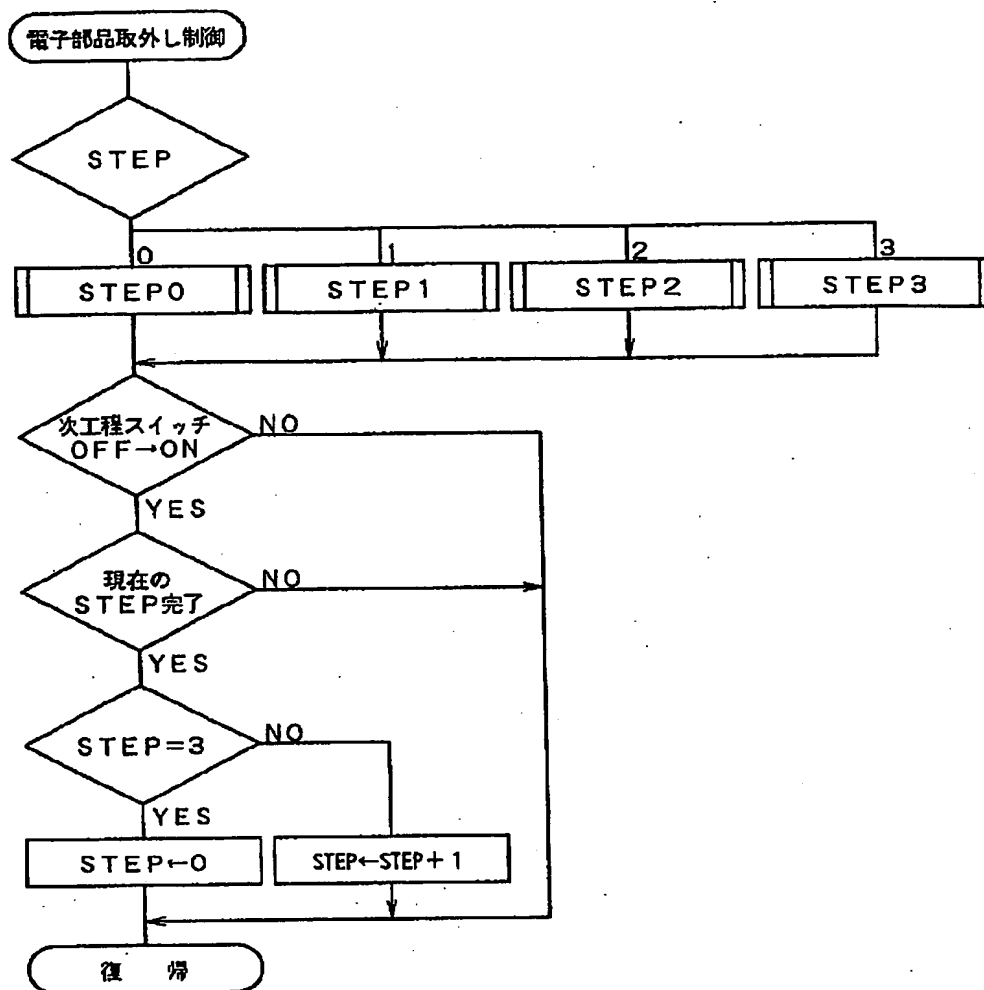 電子部品取外し制御
STEP
0
1
2
3
STEP0
STEP1
STEP2
STEP3
次工程スイッチ
OFF→ON
NO
YES
現在の
STEP完了
NO
YES
STEP=3
NO
YES
STEP←0
STEP←STEP+1
復 帰